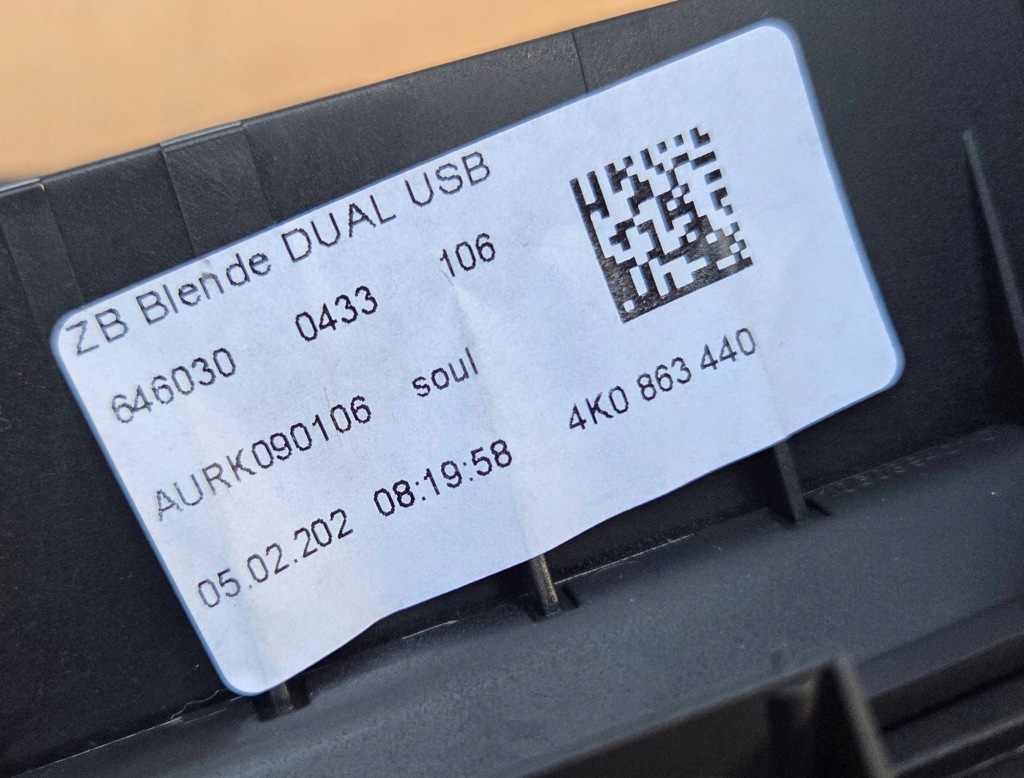 ZB Blende DUAL USB
646030 0433 106
AURK090106 soul
05.02.202 08:19:58 4K0 863 440